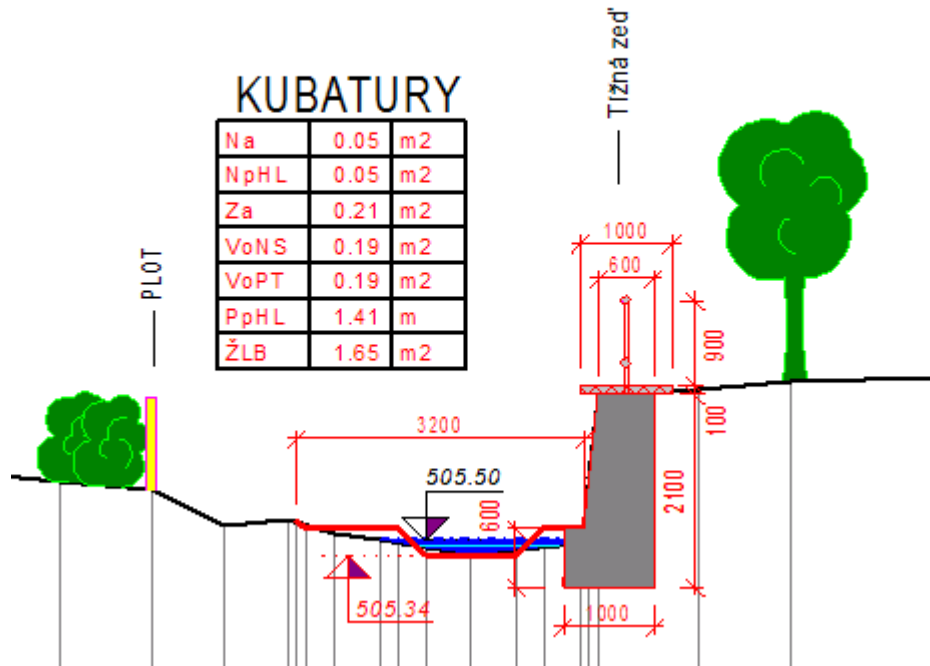 Tížná zeď
KUBATURY
Na 0.05 m2
NpHL 0.05 m2
Za 0.21 m2
VoNS 0.19 m2
VoPT 0.19 m2
PpHL 1.41 m
ŽLB 1.65 m2
PLOT
1000
600
900
100
3200
505.50
600
2100
505.34
1000